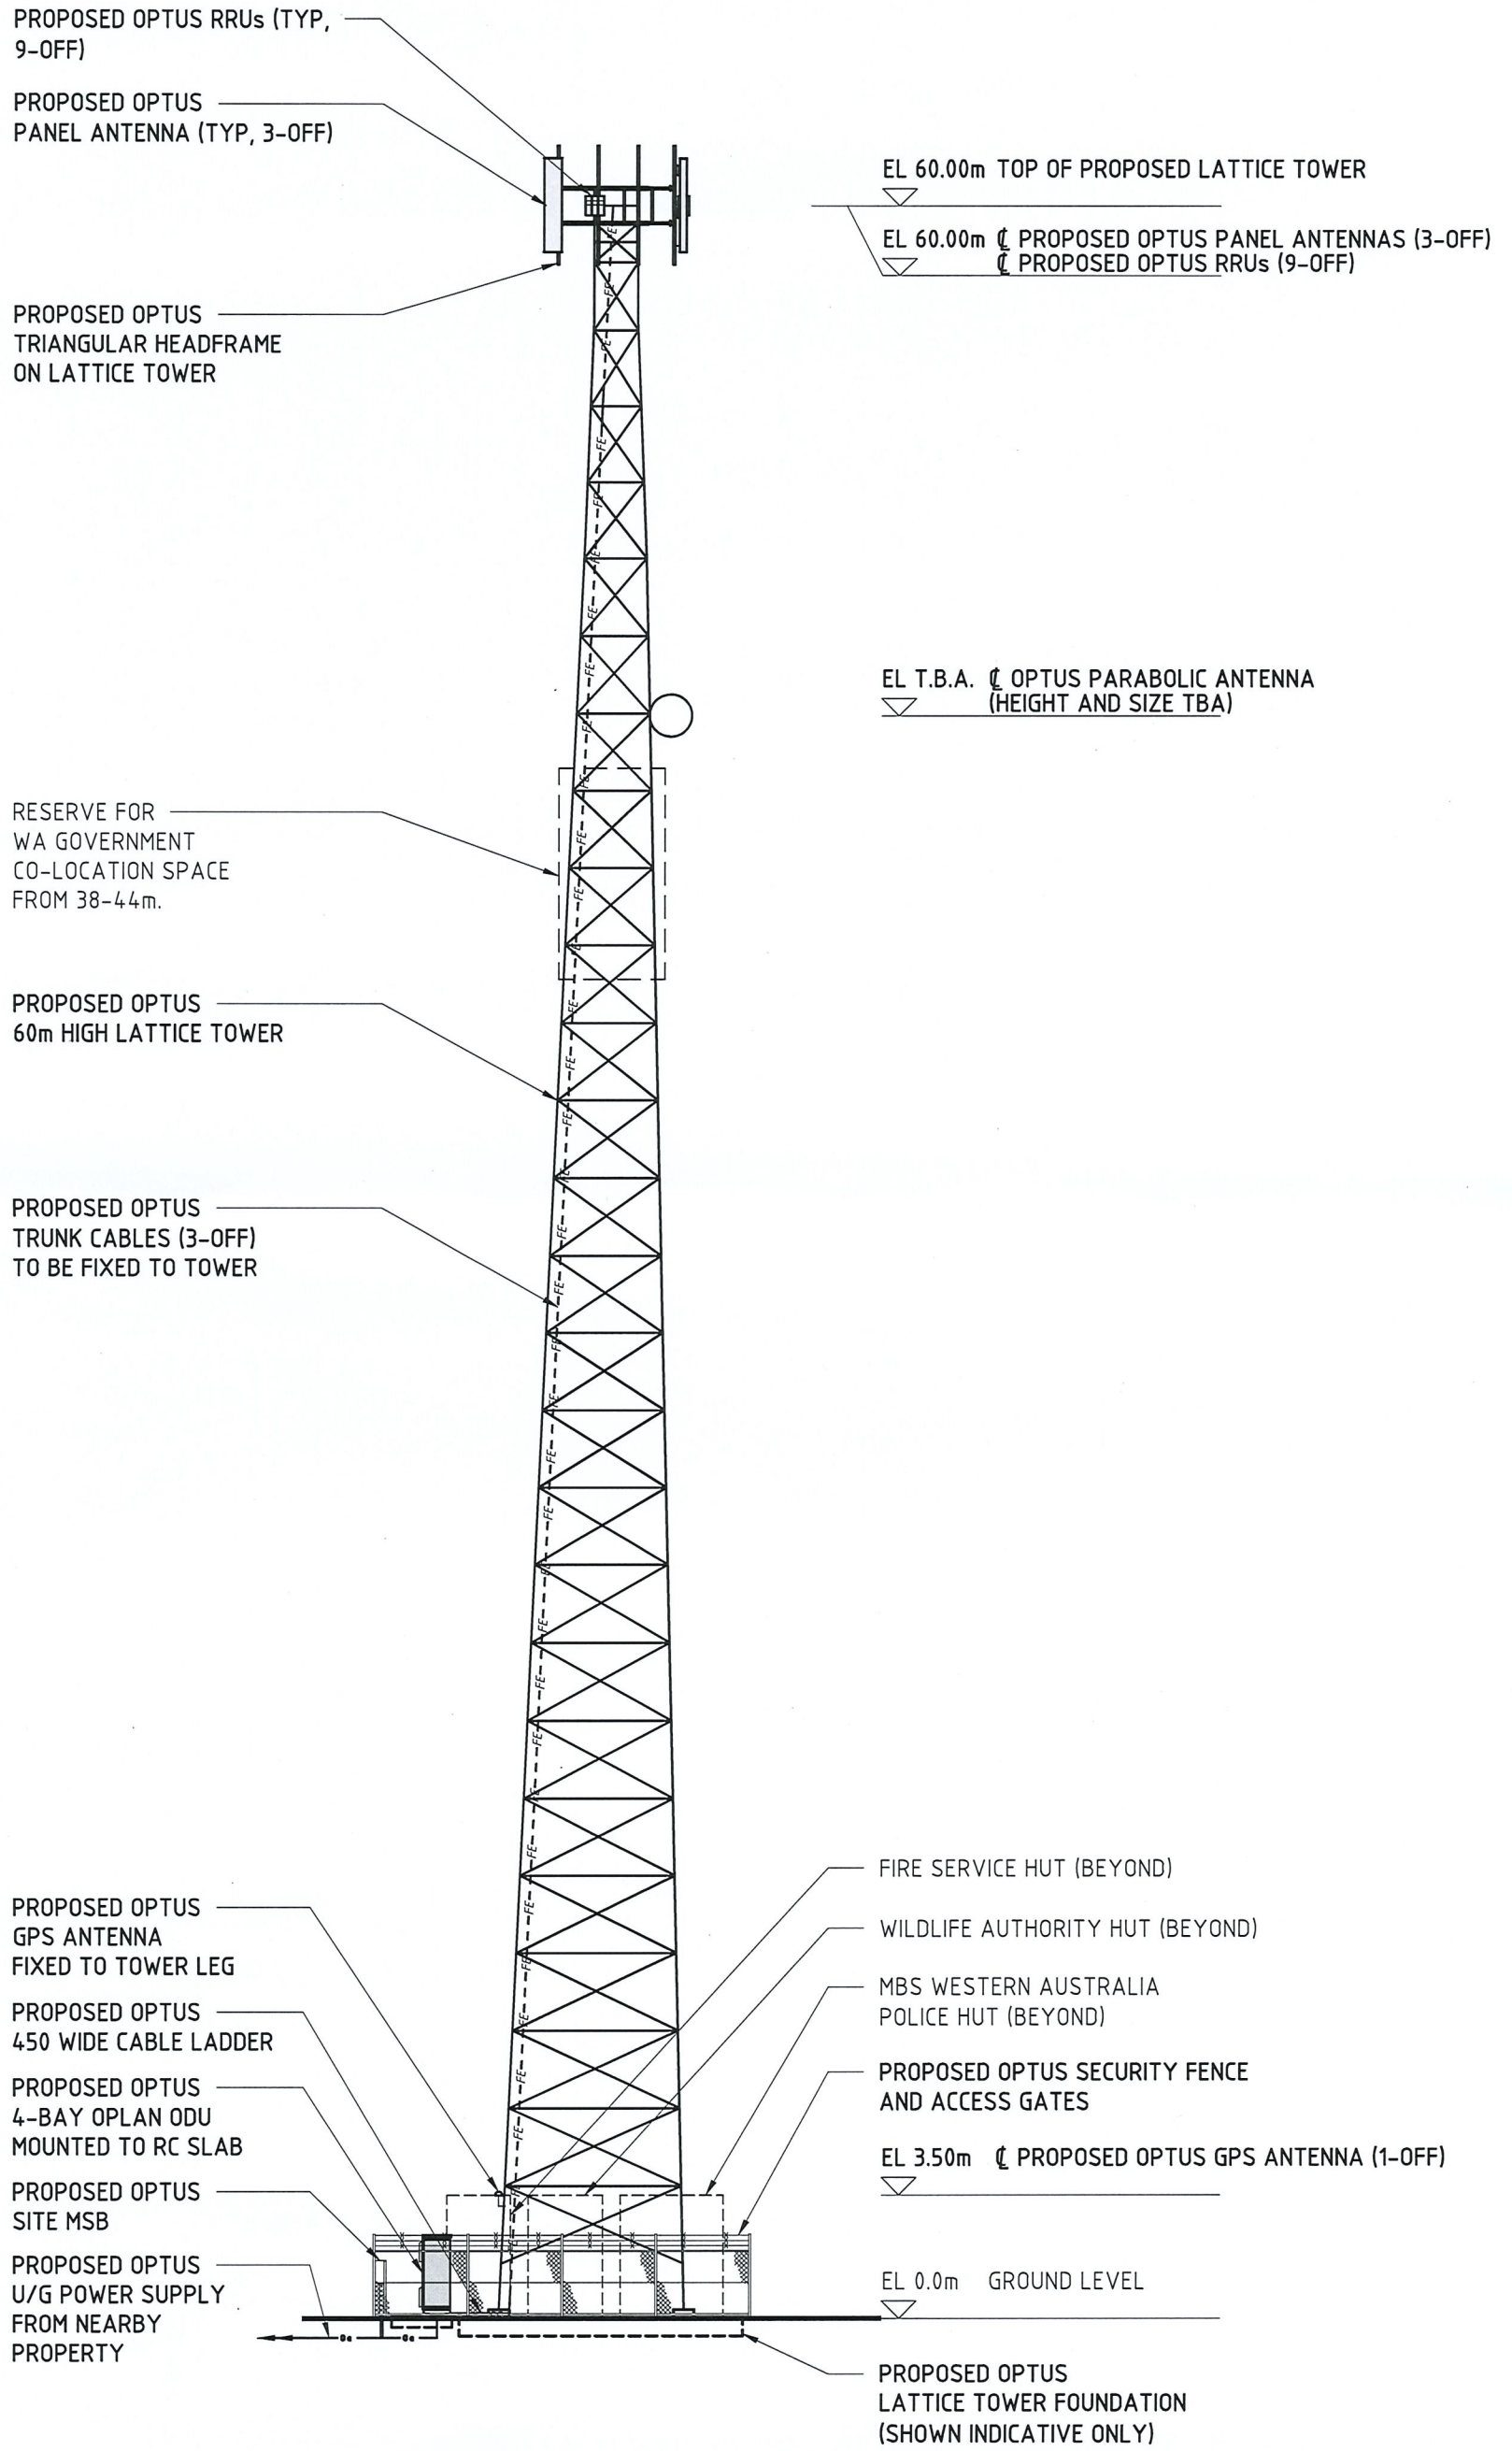 PROPOSED OPTUS RRUs (TYP,
9-OFF)
PROPOSED OPTUS
PANEL ANTENNA (TYP, 3-OFF)
EL 60.00m TOP OF PROPOSED LATTICE TOWER
EL 60.00m ℄ PROPOSED OPTUS PANEL ANTENNAS (3-OFF)
℄ PROPOSED OPTUS RRUs (9-OFF)
PROPOSED OPTUS
TRIANGULAR HEADFRAME
ON LATTICE TOWER
EL T.B.A. ℄ OPTUS PARABOLIC ANTENNA
(HEIGHT AND SIZE TBA)
RESERVE FOR
WA GOVERNMENT
CO-LOCATION SPACE
FROM 38-44m.
PROPOSED OPTUS
60m HIGH LATTICE TOWER
PROPOSED OPTUS
TRUNK CABLES (3-OFF)
TO BE FIXED TO TOWER
FIRE SERVICE HUT (BEYOND)
WILDLIFE AUTHORITY HUT (BEYOND)
MBS WESTERN AUSTRALIA
POLICE HUT (BEYOND)
PROPOSED OPTUS SECURITY FENCE
AND ACCESS GATES
EL 3.50m ℄ PROPOSED OPTUS GPS ANTENNA (1-OFF)
EL 0.0m GROUND LEVEL
PROPOSED OPTUS
LATTICE TOWER FOUNDATION
(SHOWN INDICATIVE ONLY)
PROPOSED OPTUS
GPS ANTENNA
FIXED TO TOWER LEG
PROPOSED OPTUS
450 WIDE CABLE LADDER
PROPOSED OPTUS
4-BAY OPLAN ODU
MOUNTED TO RC SLAB
PROPOSED OPTUS
SITE MSB
PROPOSED OPTUS
U/G POWER SUPPLY
FROM NEARBY
PROPERTY